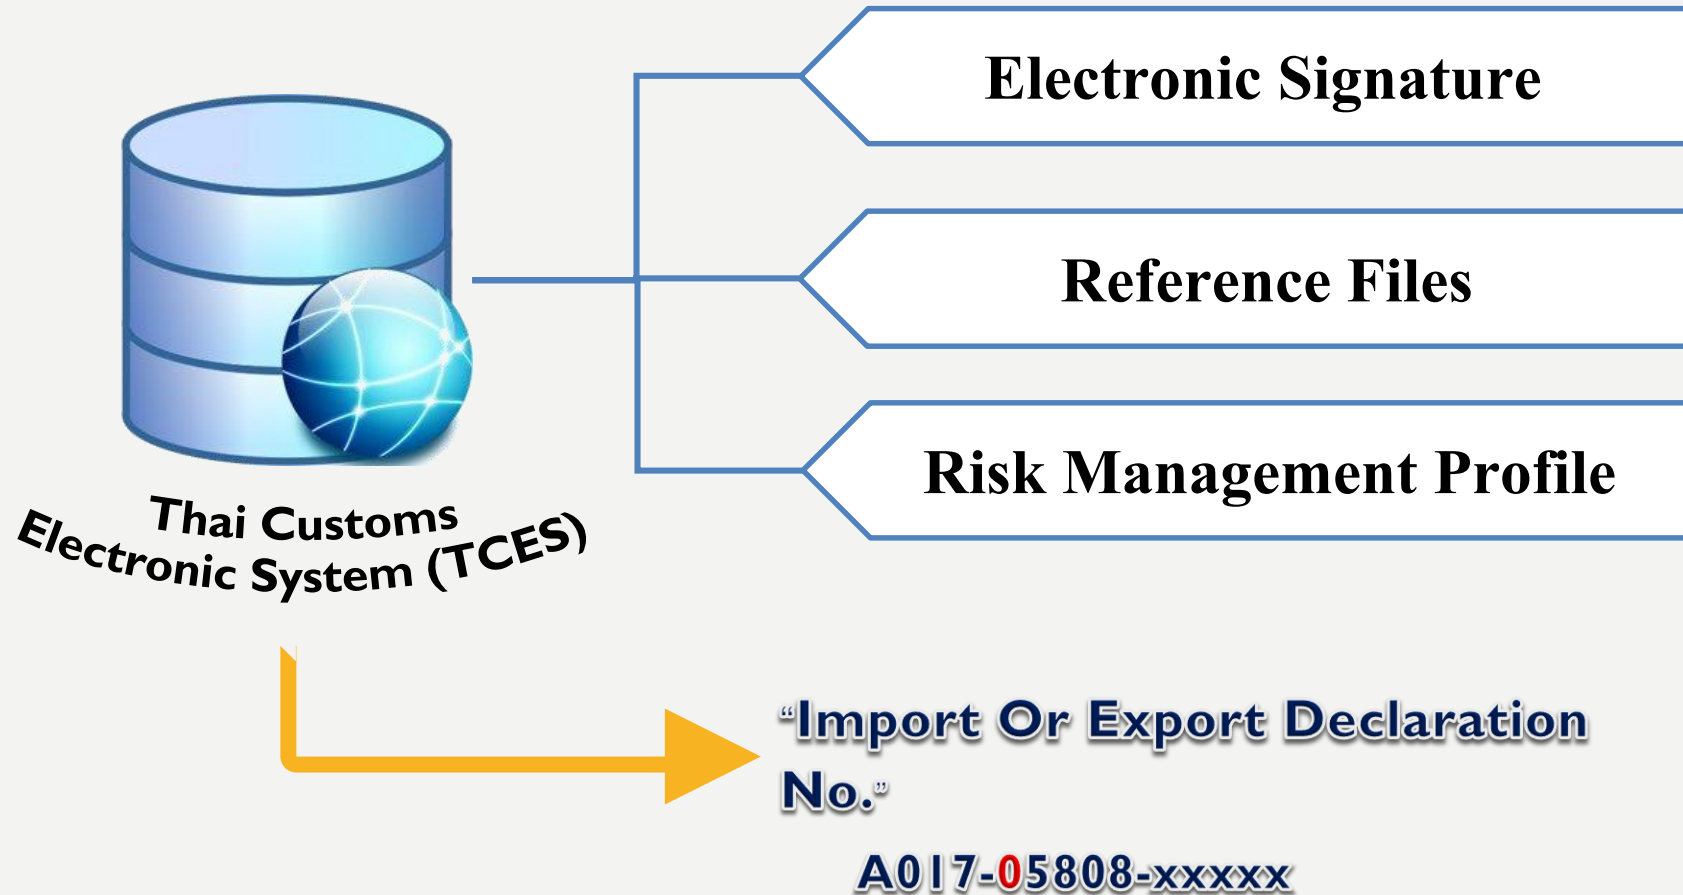 Electronic Signature
Reference Files
Risk Management Profile
Thai Customs
Electronic System (TCES)
“Import Or Export Declaration
No.”
A017-05808-xxxxx